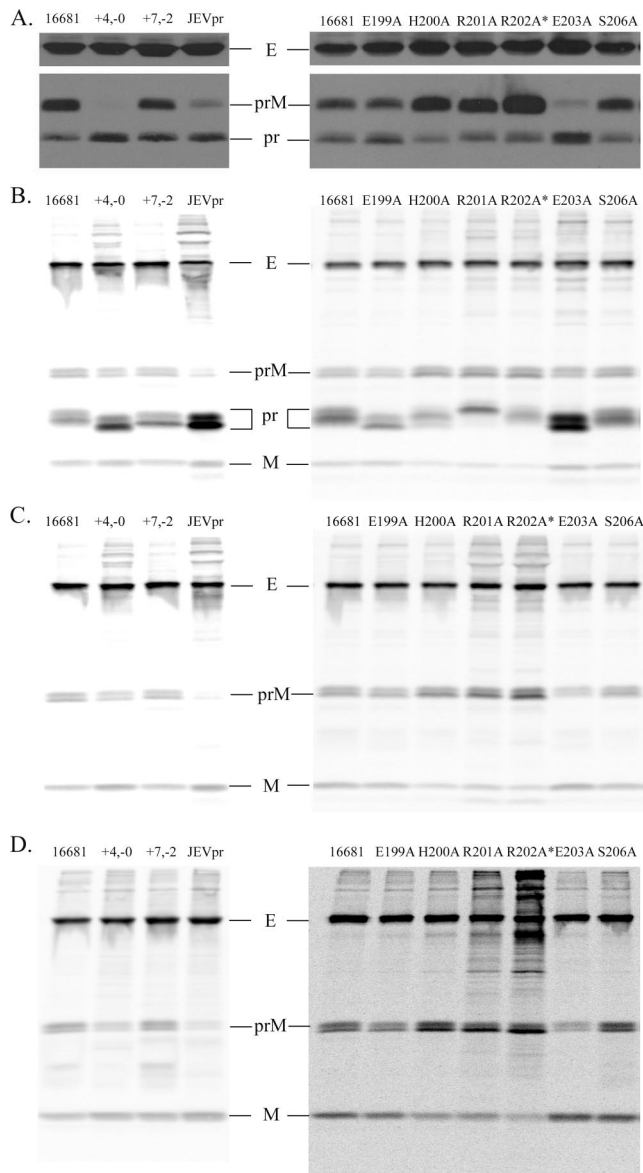 A.
16681 +4,-0 +7,-2 JEVpr 16681 E199A H200A R201A R202A* E203A S206A
E
prM
pr
B.
16681 +4,-0 +7,-2 JEVpr 16681 E199A H200A R201A R202A* E203A S206A
E
prM
pr
M
C.
16681 +4,-0 +7,-2 JEVpr 16681 E199A H200A R201A R202A* E203A S206A
E
prM
M
D.
16681 +4,-0 +7,-2 JEVpr 16681 E199A H200A R201A R202A* E203A S206A
E
prM
M